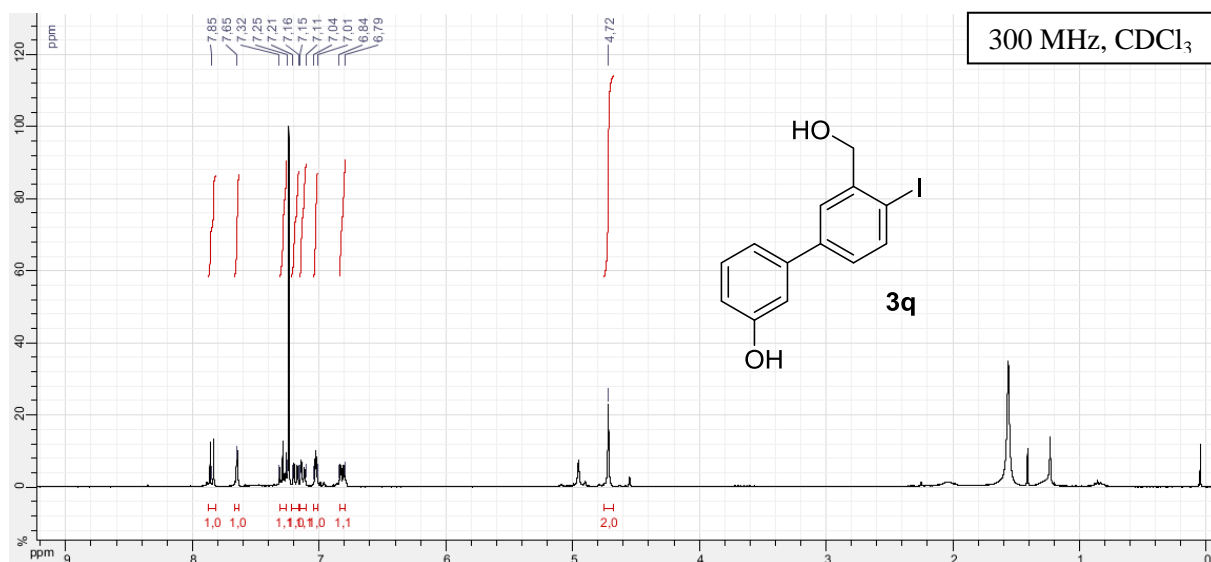 7,85 7,65 7,32 7,25 7,21 7,16 7,15 7,11 7,04 7,01 6,84 6,79
4,72
300 MHz, CDCl₃
ppm
120
100
80
60
40
20
0
%
HO
I
3q
OH
1,0 1,0 1,1 1,0 1,1 1,0 1,1 2,0
ppm 9 8 7 6 5 4 3 2 1 0